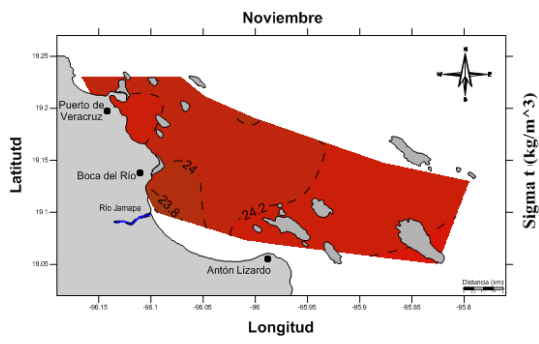 Noviembre
19.25
19.2
19.15
19.1
19.05
Latitutd
Puerto de
Veracruz
Boca del Río
Río Jamapa
Antón Lizardo
24
23.8
24.2
N
Distancia (km)
-96.15
-96.1
-96.05
-96
-95.95
-95.9
-95.85
-95.8
Longitud
Sigma t (kg/m^3)